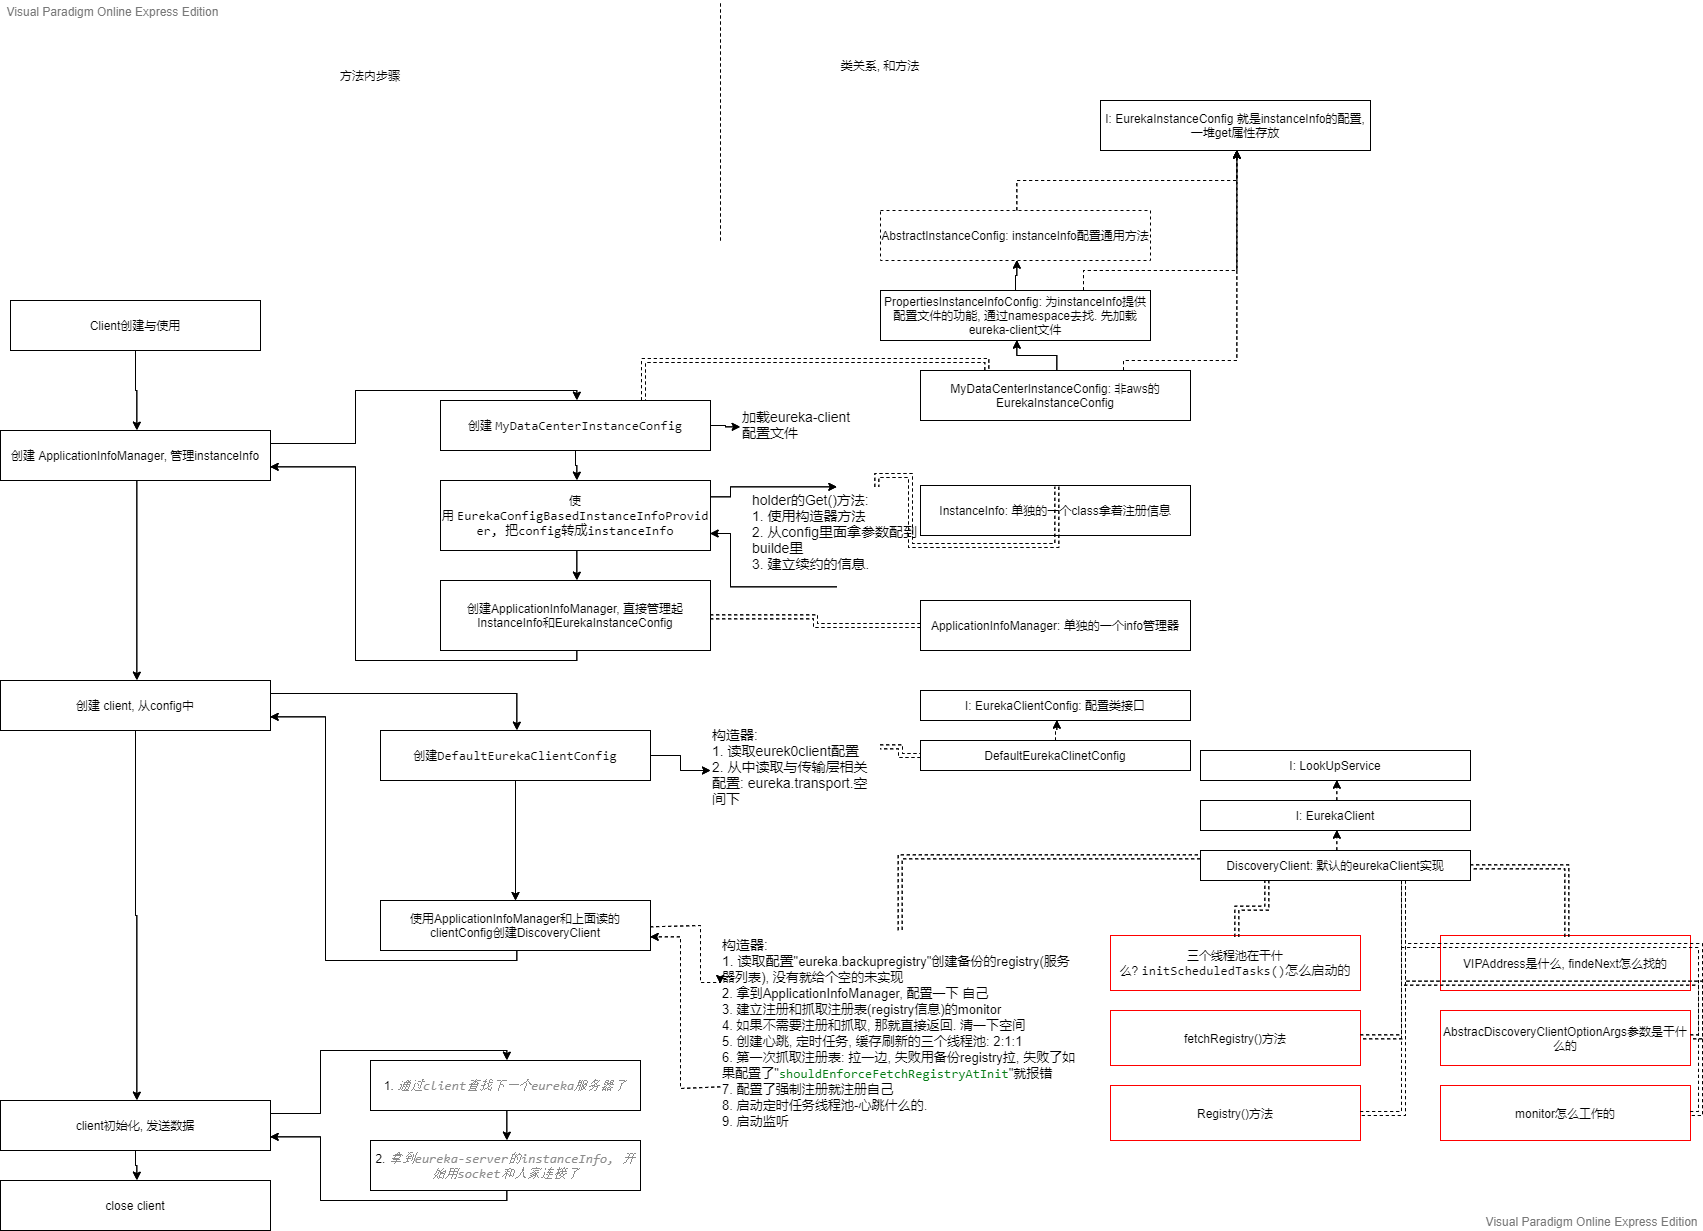 Visual Paradigm Online Express Edition
方法内步骤
类关系, 和方法
I: EurekaInstanceConfig 就是instanceInfo的配置,
一堆get属性存放
AbstractInstanceConfig: instanceInfo配置通用方法
PropertiesInstanceInfoConfig: 为instanceInfo提供
配置文件的功能, 通过namespace去找. 先加载
eureka-client文件
MyDataCenterInstanceConfig: 非aws的
EurekaInstanceConfig
Client创建与使用
创建 ApplicationInfoManager, 管理instanceInfo
创建 MyDataCenterInstanceConfig
加载eureka-client
配置文件
使
用 EurekaConfigBasedInstanceInfoProvid
er, 把config转成instanceInfo
holder的Get()方法:
1. 使用构造器方法
2. 从config里面拿参数配到
builde里
3. 建立续约的信息.
InstanceInfo: 单独的一个class拿着注册信息
创建ApplicationInfoManager, 直接管理起
InstanceInfo和EurekaInstanceConfig
ApplicationInfoManager: 单独的一个info管理器
创建 client, 从config中
创建DefaultEurekaClientConfig
构造器:
1. 读取eurek0client配置
2. 从中读取与传输层相关
配置: eureka.transport.空
间下
I: EurekaClientConfig: 配置类接口
DefaultEurekaClinetConfig
I: LookUpService
I: EurekaClient
DiscoveryClient: 默认的eurekaClient实现
使用ApplicationInfoManager和上面读的
clientConfig创建DiscoveryClient
构造器:
1. 读取配置"eureka.backupregistry"创建备份的registry(服务
器列表), 没有就给个空的未实现
2. 拿到ApplicationInfoManager, 配置一下 自己
3. 建立注册和抓取注册表(registry信息)的monitor
4. 如果不需要注册和抓取, 那就直接返回. 清一下空间
5. 创建心跳, 定时任务, 缓存刷新的三个线程池: 2:1:1
6. 第一次抓取注册表: 拉一边, 失败用备份registry拉, 失败了如
果配置了"shouldEnforceFetchRegistryAtInit"就报错
7. 配置了强制注册就注册自己
8. 启动定时任务线程池-心跳什么的.
9. 启动监听
三个线程池在干什
么? initScheduledTasks()怎么启动的
VIPAddress是什么, findeNext怎么找的
fetchRegistry()方法
AbstracDiscoveryClientOptionArgs参数是干什
么的
Registry()方法
monitor怎么工作的
client初始化, 发送数据
1. 通过client查找下一个eureka服务器了
2. 拿到eureka-server的instanceInfo, 开
始用socket和人家连接了
close client
Visual Paradigm Online Express Edition